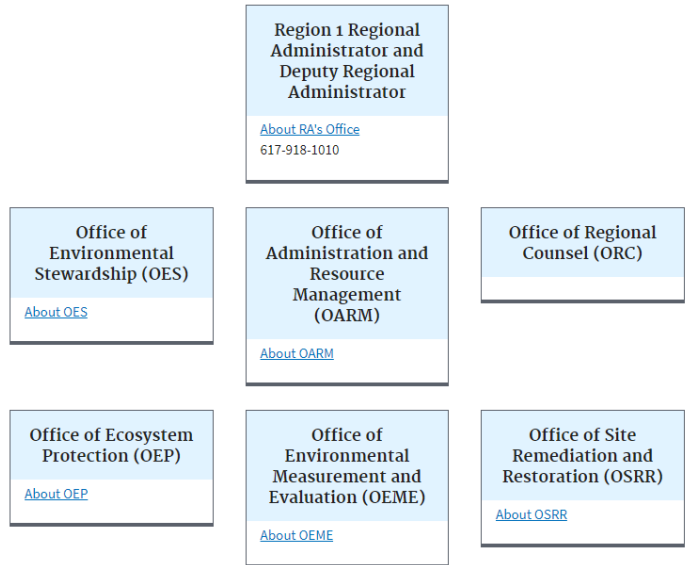 Region 1 Regional
Administrator and
Deputy Regional
Administrator
About RA's Office
617-918-1010
Office of
Environmental
Stewardship (OES)
About OES
Office of
Administration and
Resource
Management
(OARM)
About OARM
Office of Regional
Counsel (ORC)
Office of Ecosystem
Protection (OEP)
About OEP
Office of
Environmental
Measurement and
Evaluation (OEME)
About OEME
Office of Site
Remediation and
Restoration (OSRR)
About OSRR